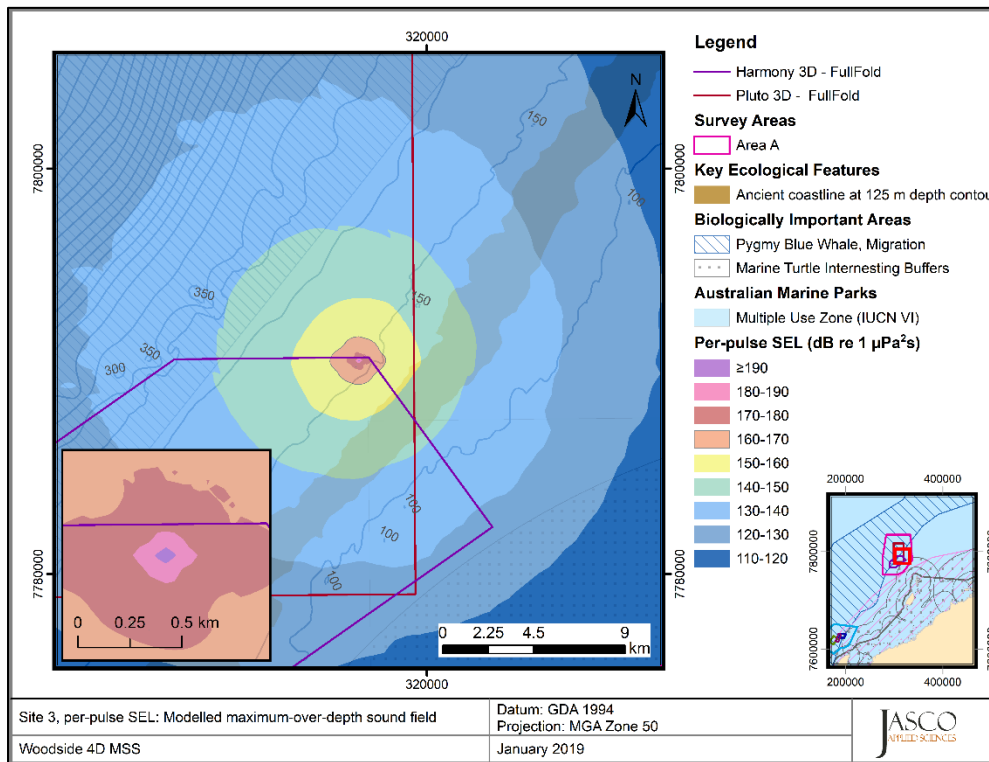 320000
N
7800000
7800000
150
100
350
150
350
300
100
100
100
7780000
7780000
0 0.25 0.5 km
0 2.25 4.5 9
km
320000
Legend
Harmony 3D - FullFold
Pluto 3D - FullFold
Survey Areas
Area A
Key Ecological Features
Ancient coastline at 125 m depth contou
Biologically Important Areas
Pygmy Blue Whale, Migration
Marine Turtle Internesting Buffers
Australian Marine Parks
Multiple Use Zone (IUCN VI)
Per-pulse SEL (dB re 1 µPa²s)
≥190
180-190
170-180
160-170
150-160
140-150
130-140
120-130
110-120
200000 400000
7800000
7600000
200000 400000
Site 3, per-pulse SEL: Modelled maximum-over-depth sound field
Datum: GDA 1994
Projection: MGA Zone 50
Woodside 4D MSS
January 2019
JASCO
APPLIED SCIENCES